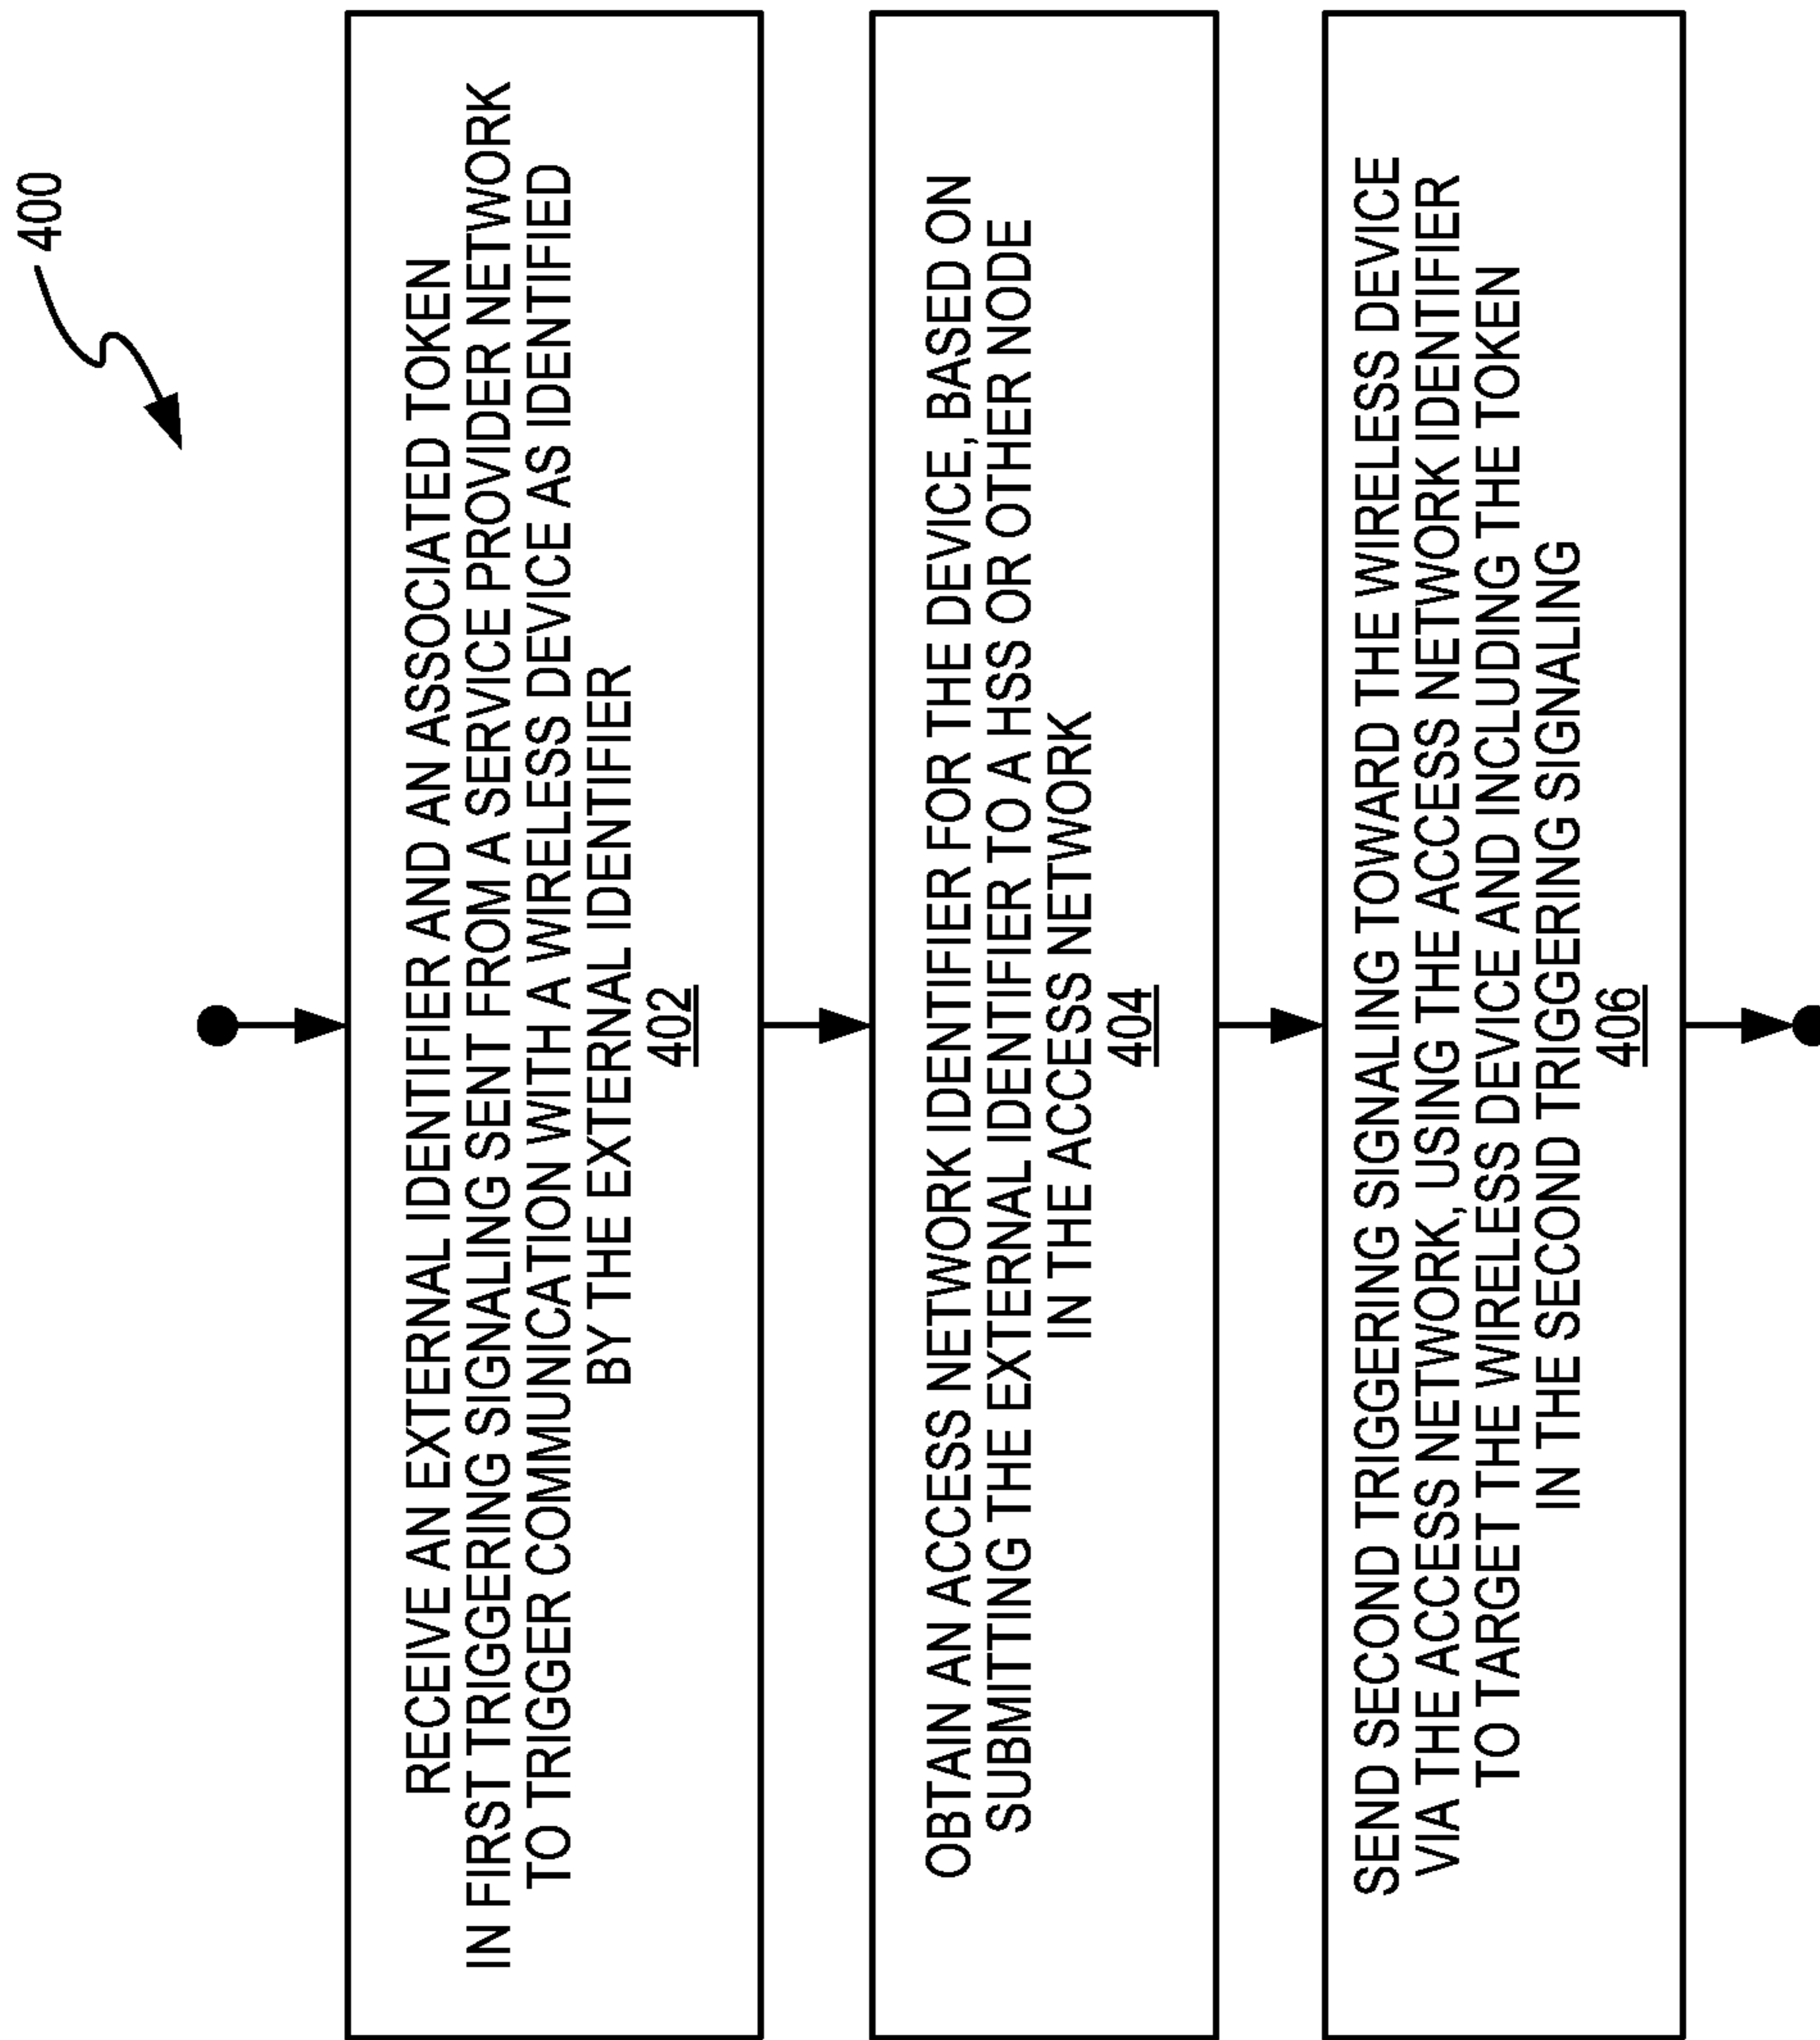 400
RECEIVE AN EXTERNAL IDENTIFIER AND AN ASSOCIATED TOKEN
IN FIRST TRIGGERING SIGNALING SENT FROM A SERVICE PROVIDER NETWORK
TO TRIGGER COMMUNICATION WITH A WIRELESS DEVICE AS IDENTIFIED
BY THE EXTERNAL IDENTIFIER
402
OBTAIN AN ACCESS NETWORK IDENTIFIER FOR THE DEVICE, BASED ON
SUBMITTING THE EXTERNAL IDENTIFIER TO A HSS OR OTHER NODE
IN THE ACCESS NETWORK
404
SEND SECOND TRIGGERING SIGNALING TOWARD THE WIRELESS DEVICE
VIA THE ACCESS NETWORK, USING THE ACCESS NETWORK IDENTIFIER
TO TARGET THE WIRELESS DEVICE AND INCLUDING THE TOKEN
IN THE SECOND TRIGGERING SIGNALING
406